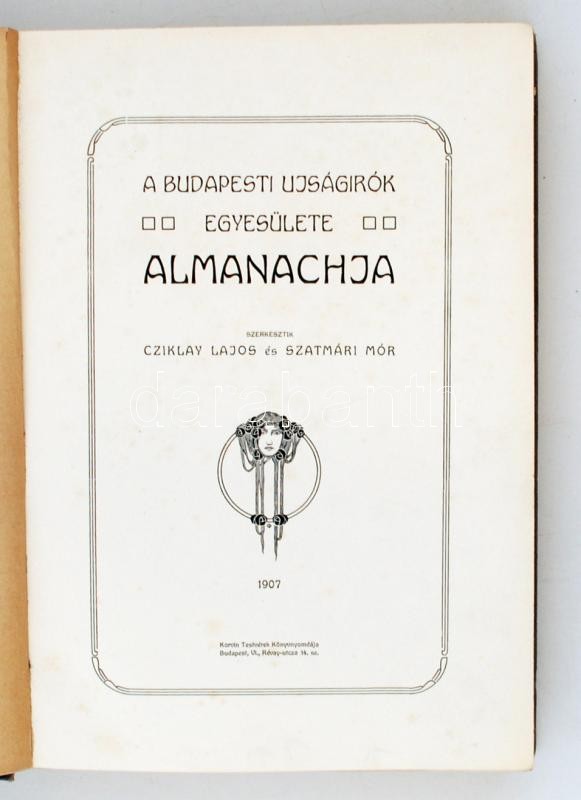 A BUDAPESTI UJSÁGIRÓK
EGYESÜLETE
ALMANACHJA
SZERKESZTIK
CZIKLAY LAJOS és SZATMÁRI MÓR
darabanth
1907
Korvin Testvérek Könyvnyomdája
Budapest, VI., Révay-utcza 14. sz.